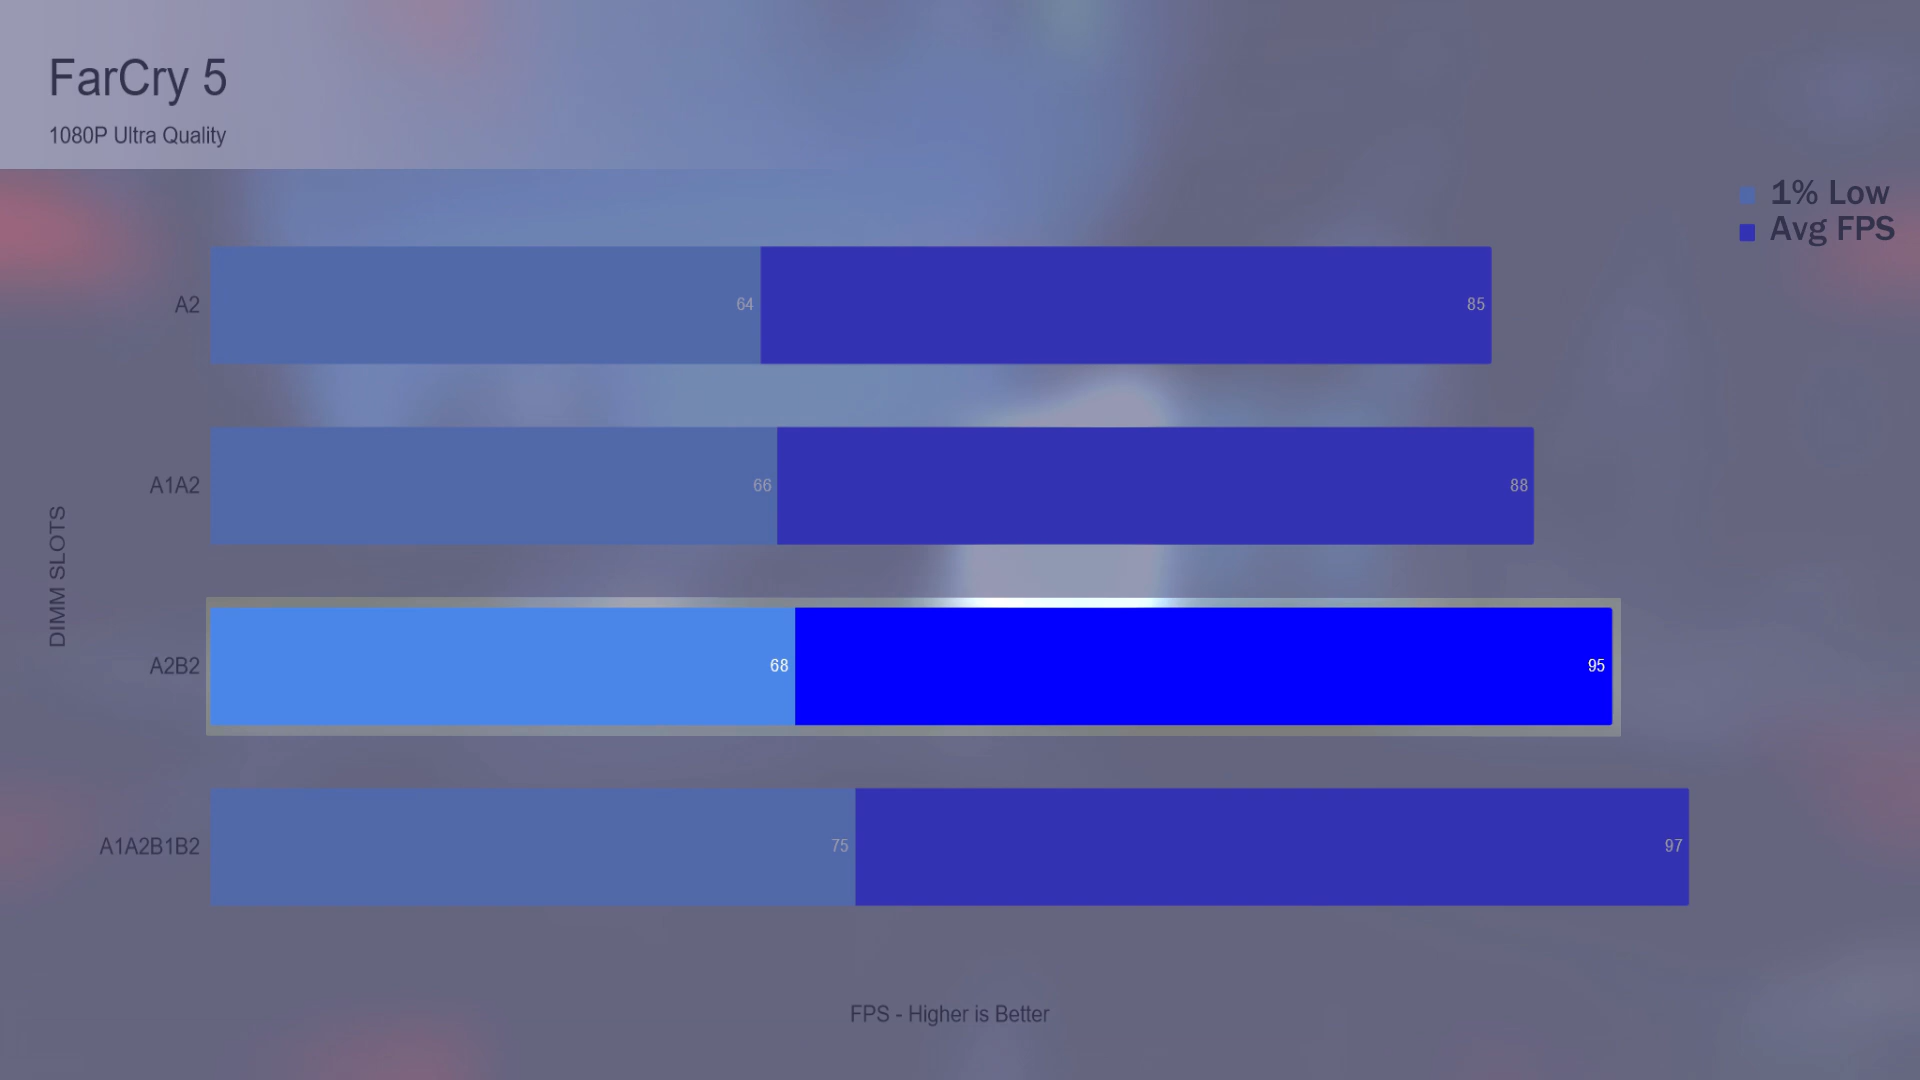 FarCry 5
1080P Ultra Quality
1% Low
Avg FPS
DIMM SLOTS
A2
64
85
A1A2
66
88
A2B2
68
95
A1A2B1B2
75
97
FPS - Higher is Better